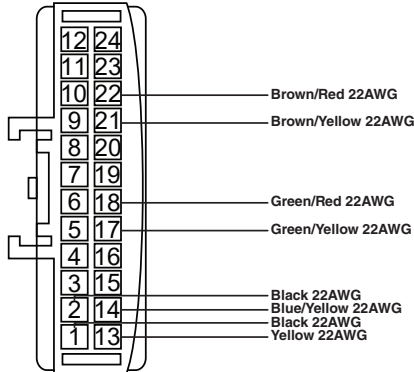 12 24
11 23
10 22 Brown/Red 22AWG
9 21 Brown/Yellow 22AWG
8 20
7 19
6 18 Green/Red 22AWG
5 17 Green/Yellow 22AWG
4 16
3 15
Black 22AWG
2 14 Blue/Yellow 22AWG
Black 22AWG
1 13 Yellow 22AWG